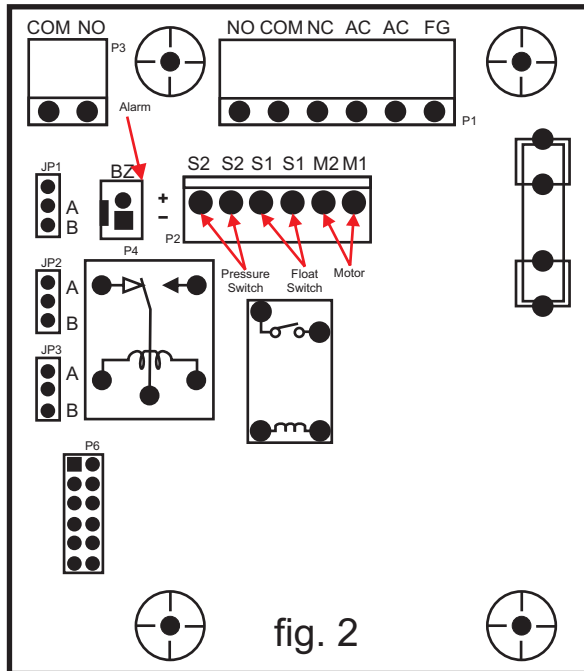 COM NO
P3
NO COM NC AC AC FG
P1
Alarm
JP1
BZ
+
−
A
B
S2 S2 S1 S1 M2 M1
P2
P4
Pressure
Switch
Float
Switch
Motor
JP2
A
B
JP3
A
B
P6
fig. 2